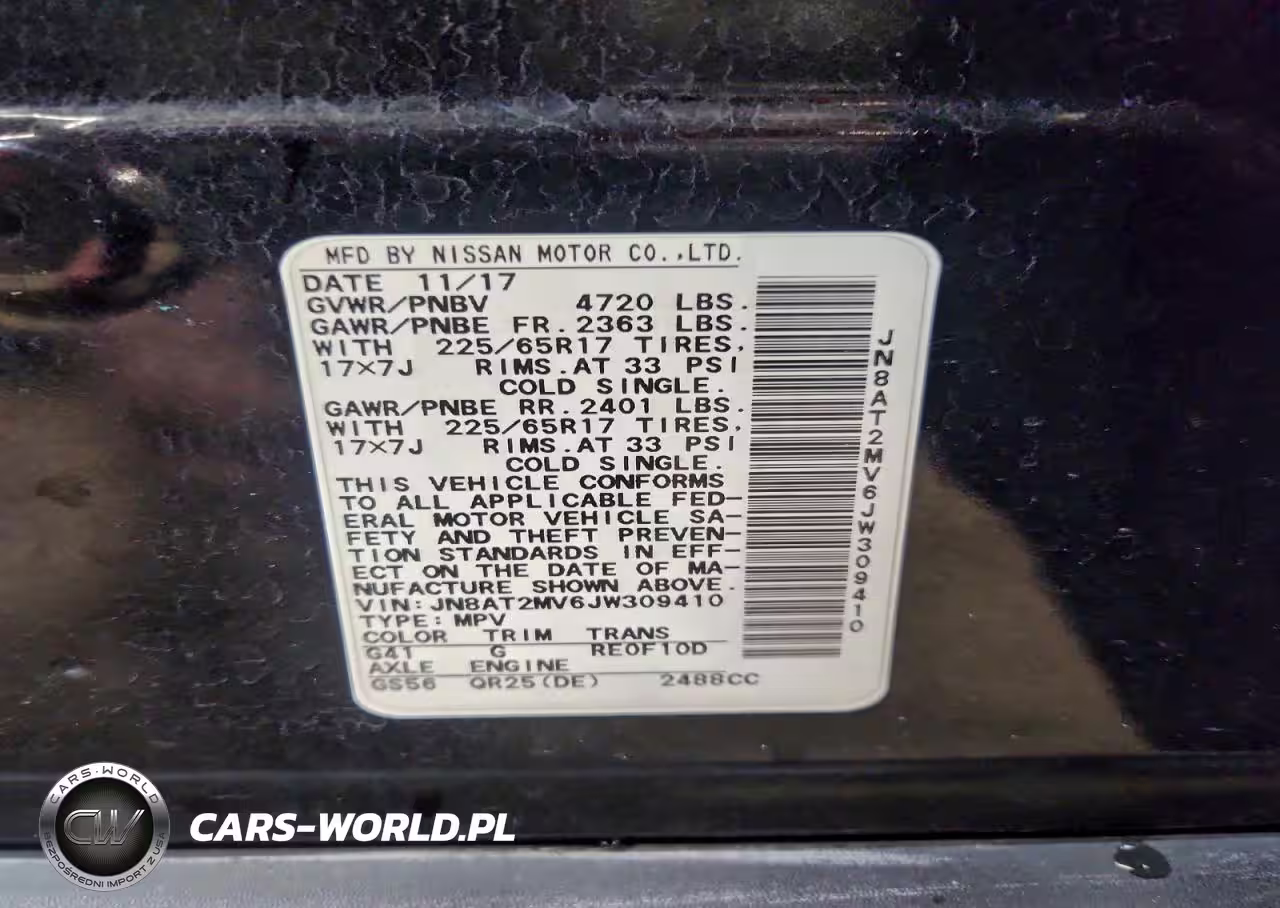 MFD BY NISSAN MOTOR CO.,LTD.
DATE 11/17
GVWR/PNBV 4720 LBS.
GAWR/PNBE FR. 2363 LBS.
WITH 225/65R17 TIRES,
17×7J RIMS.AT 33 PSI
COLD SINGLE.
GAWR/PNBE RR. 2401 LBS.
WITH 225/65R17 TIRES,
17×7J RIMS.AT 33 PSI
COLD SINGLE.
THIS VEHICLE CONFORMS
TO ALL APPLICABLE FED-
ERAL MOTOR VEHICLE SA-
FETY AND THEFT PREVEN-
TION STANDARDS IN EFF-
ECT ON THE DATE OF MA-
NUFACTURE SHOWN ABOVE.
VIN:JN8AT2MV6JW309410
TYPE:MPV
COLOR TRIM TRANS
G41 G RE0F10D
AXLE ENGINE
GS56 QR25(DE) 2488CC
JN8AT2MV6JW309410
CARS-WORLD
CW
BEZPOŚREDNI IMPORT Z USA
CARS-WORLD.PL